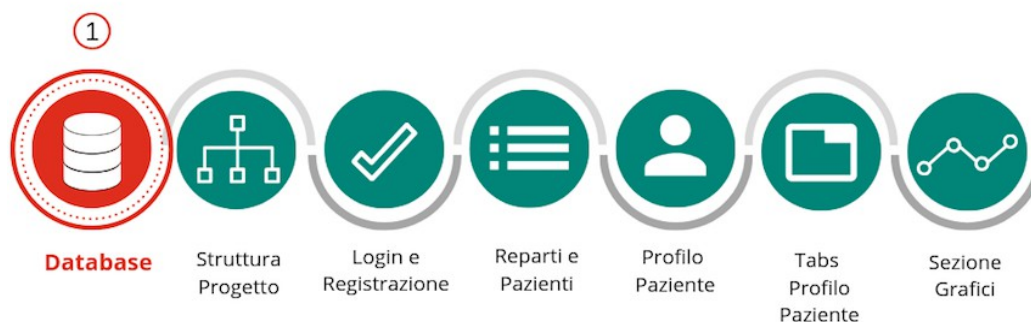 1
Database
Struttura
Progetto
Login e
Registrazione
Reparti e
Pazienti
Profilo
Paziente
Tabs
Profilo
Paziente
Sezione
Grafici